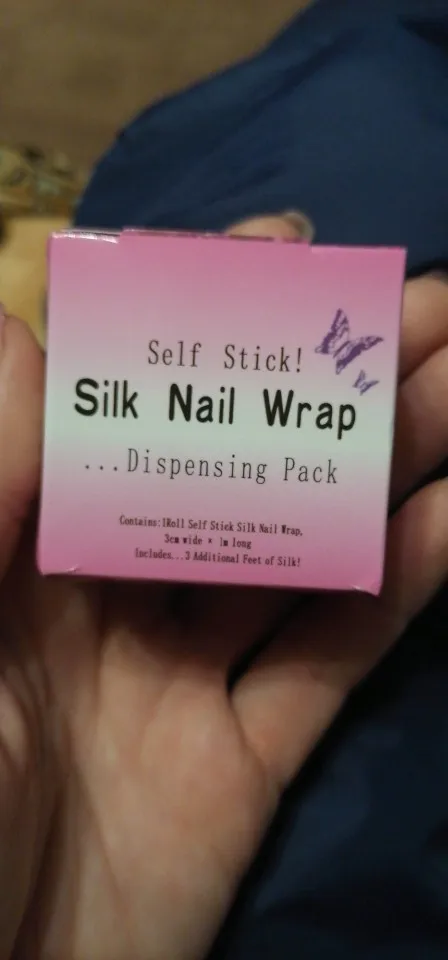 Self Stick!
Silk Nail Wrap
...Dispensing Pack
Contains:1Roll Self Stick Silk Nail Wrap,
3cm wide * 1m long
Includes...3 Additional Feet of Silk!